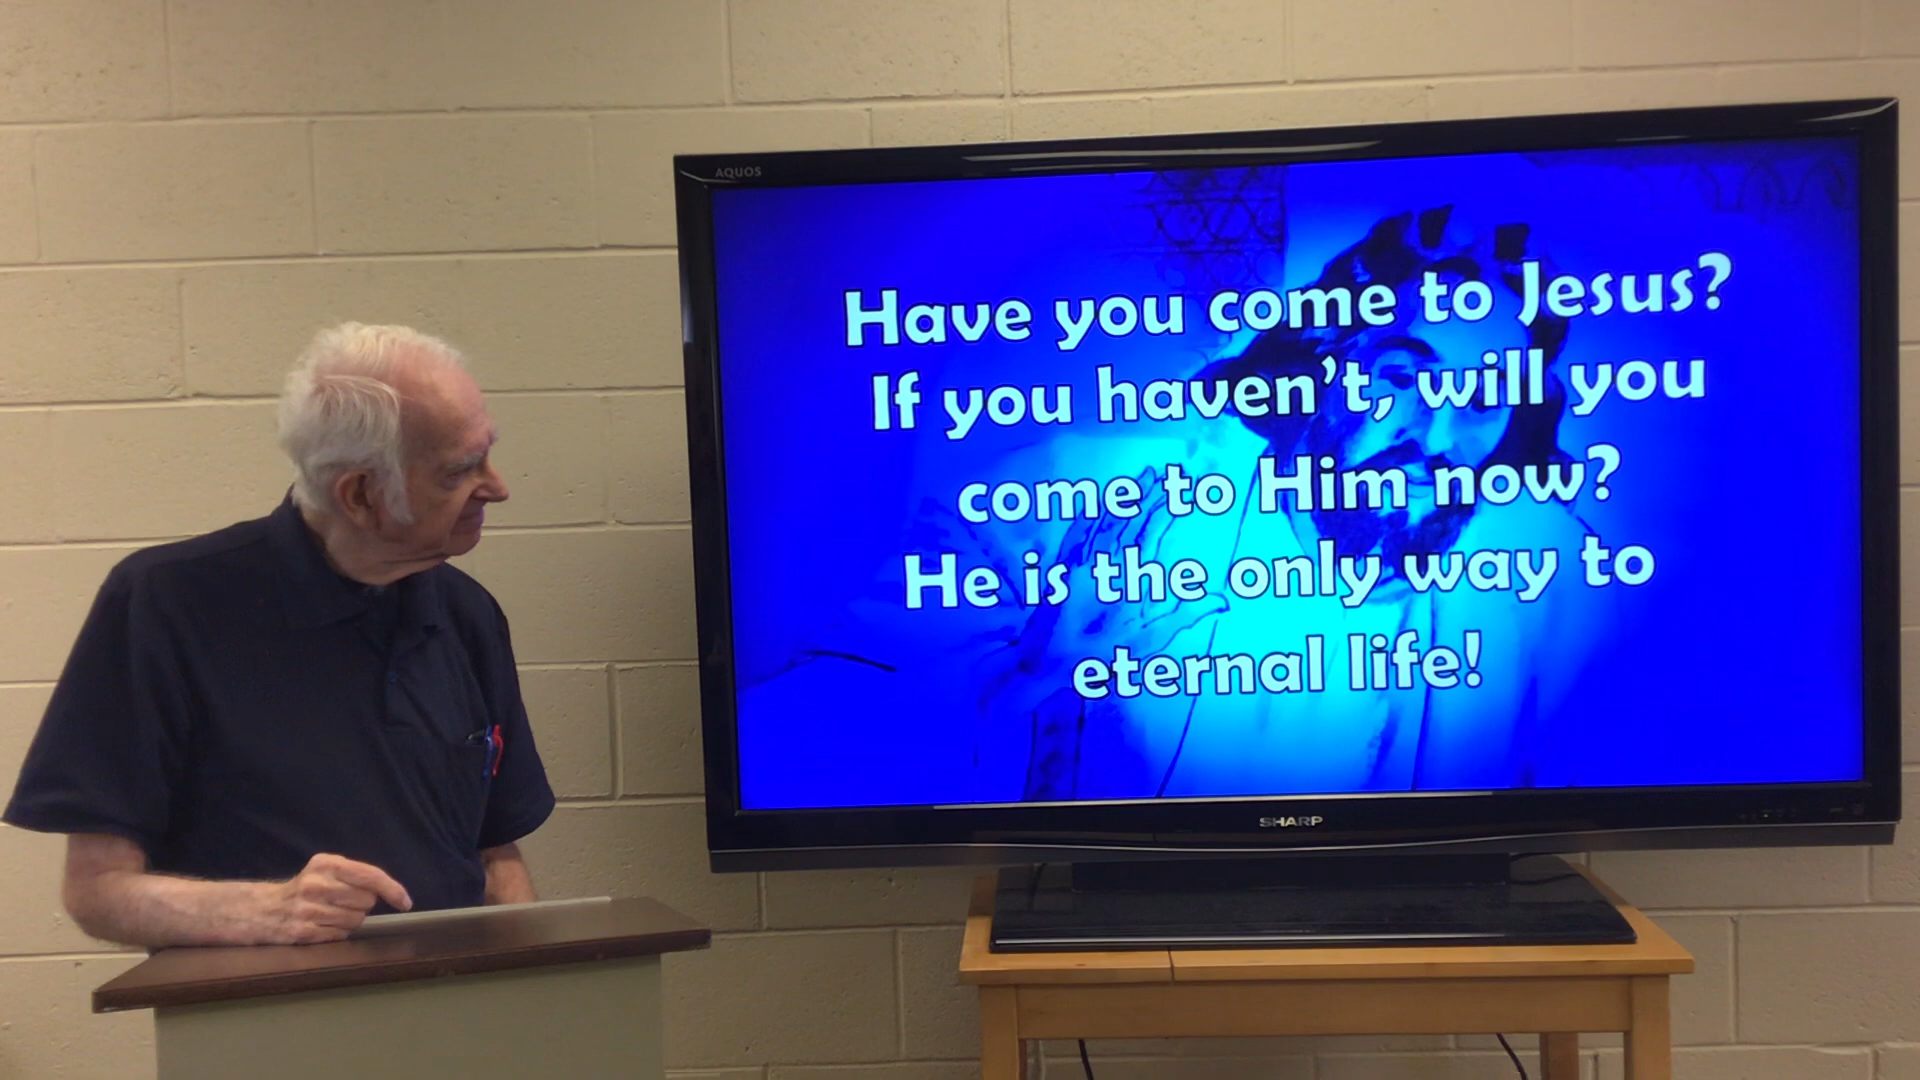 AQUOS
Have you come to Jesus?
If you haven't, will you
come to Him now?
He is the only way to
eternal life!
SHARP